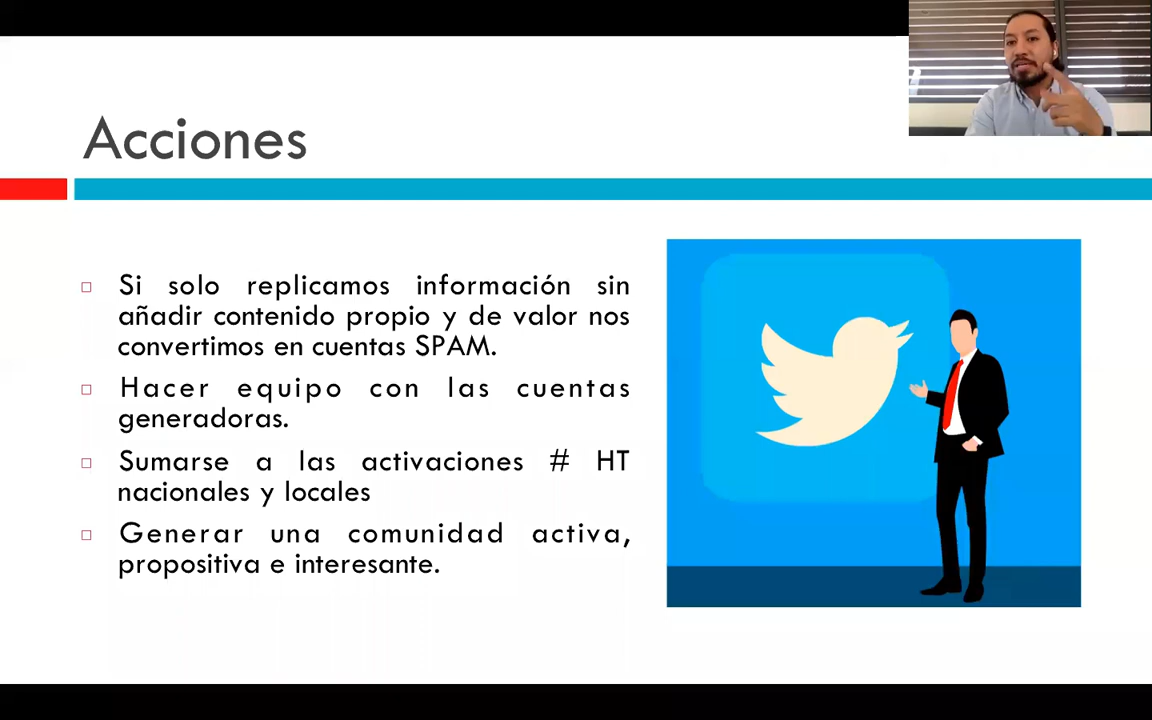 Acciones
Si solo replicamos información sin
añadir contenido propio y de valor nos
convertimos en cuentas SPAM.
Hacer equipo con las cuentas
generadoras.
Sumarse a las activaciones # HT
nacionales y locales
Generar una comunidad activa,
propositiva e interesante.